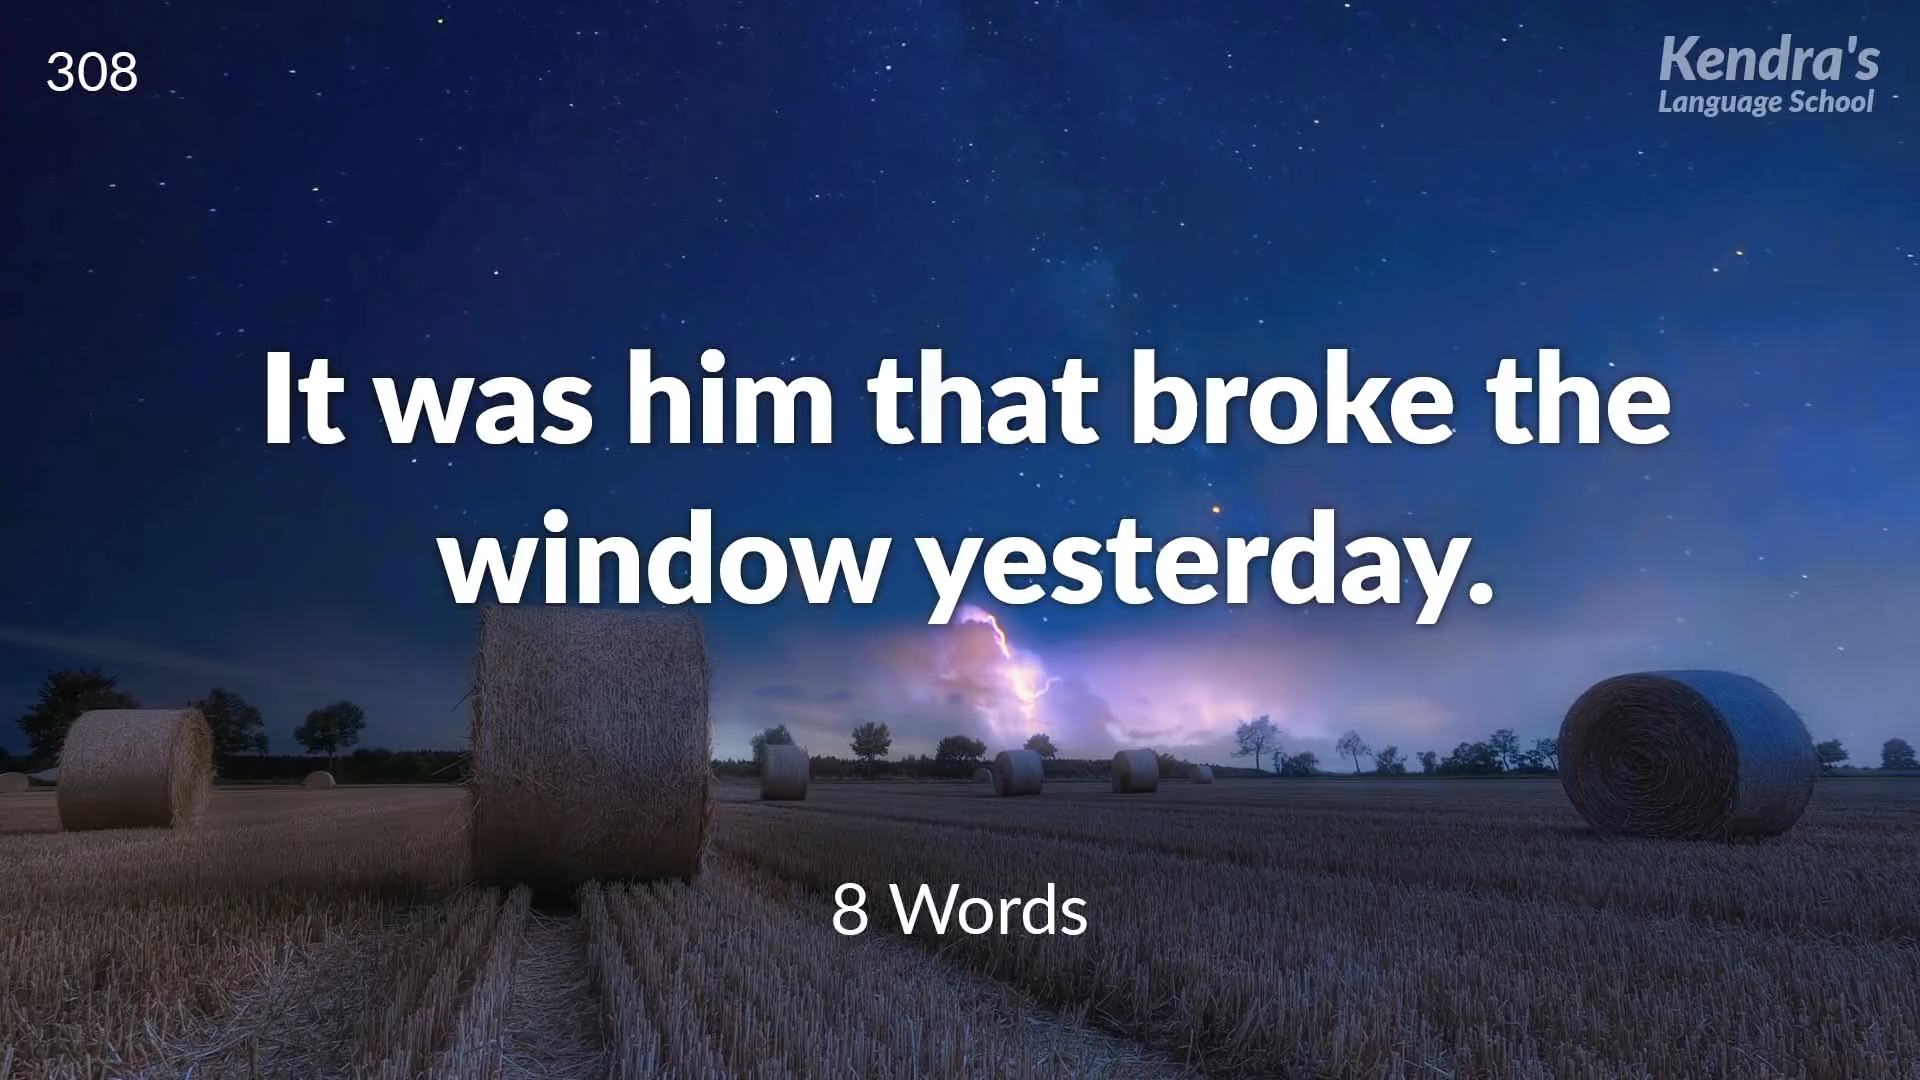 308
Kendra's
Language School
It was him that broke the
window yesterday.
8 Words